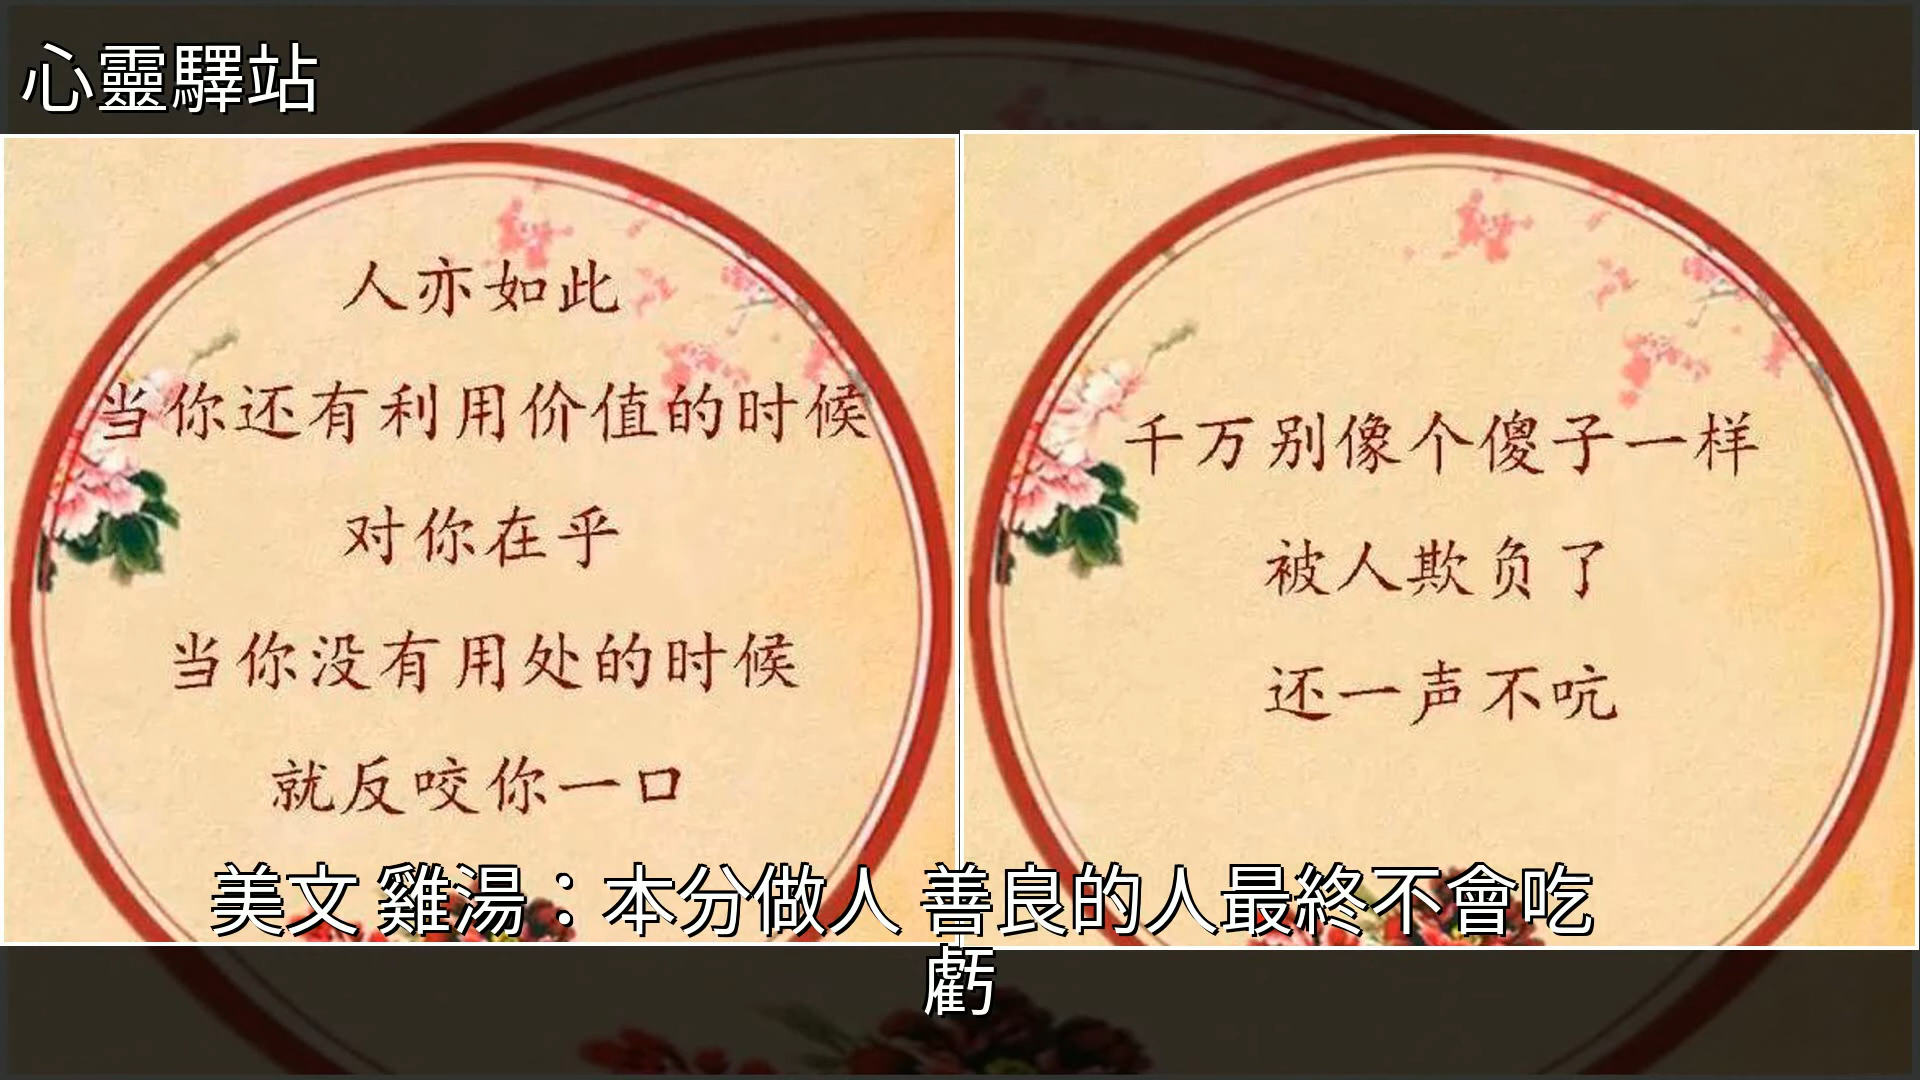 心靈驛站
人亦如此
当你还有利用价值的时候
对你在乎
当你没有用处的时候
就反咬你一口
千万别像个傻子一样
被人欺负了
还一声不吭
美文 雞湯：本分做人 善良的人最終不會吃
虧